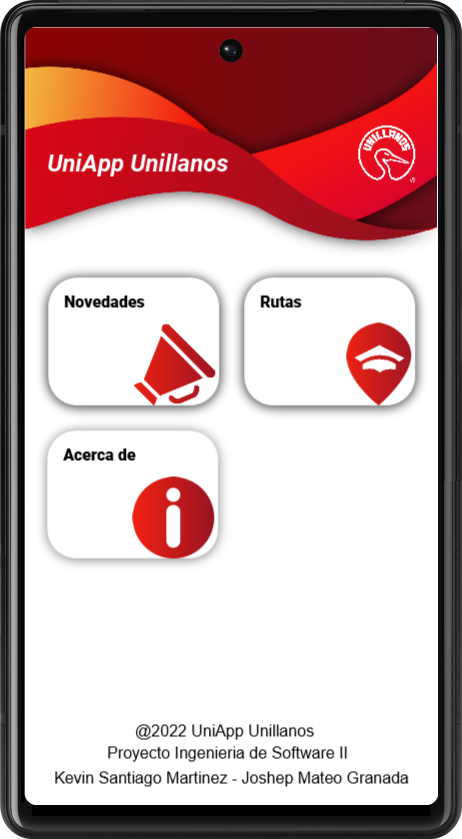 UniApp Unillanos
UNILLANOS
Novedades
Rutas
Acerca de
@2022 UniApp Unillanos
Proyecto Ingenieria de Software II
Kevin Santiago Martinez - Joshep Mateo Granada